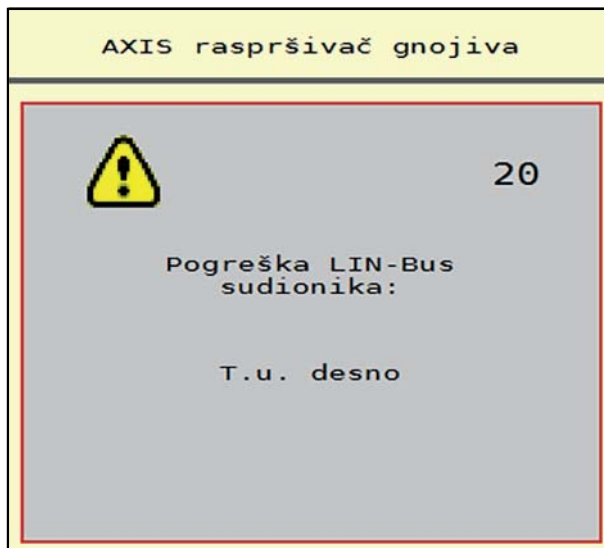 AXIS raspršivač gnojiva
20
Pogreška LIN-Bus
sudionika:
T.u. desno